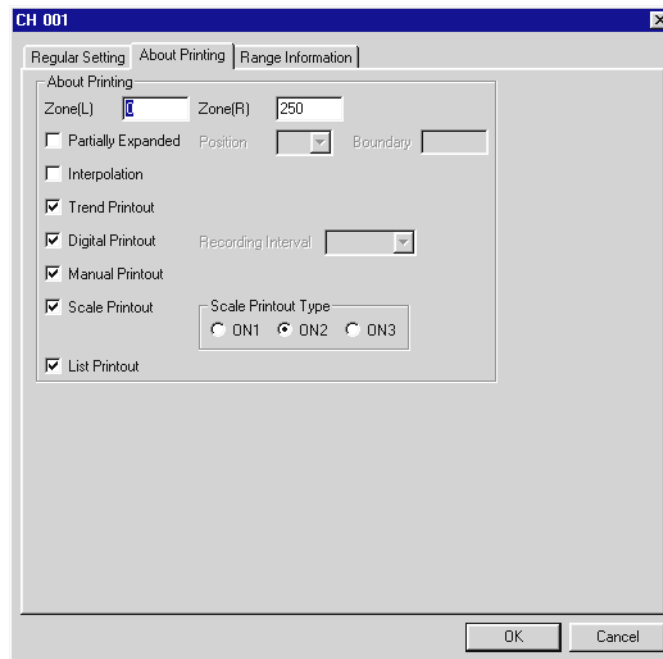 CH 001
Regular Setting About Printing Range Information
About Printing
Zone(L) 0 Zone(R) 250
Partially Expanded Position Boundary
Interpolation
Trend Printout
Digital Printout Recording Interval
Manual Printout
Scale Printout Scale Printout Type
ON1 ON2 ON3
List Printout
OK Cancel